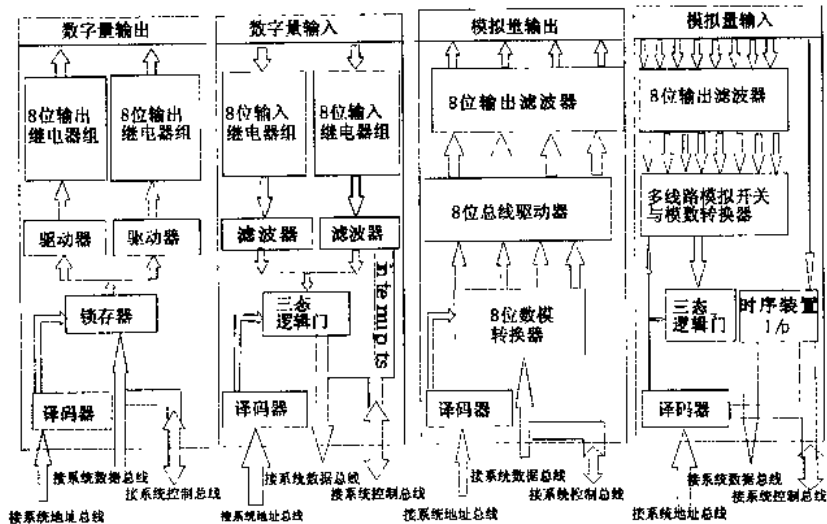 数字量输出
8位输出
继电器组
8位输出
继电器组
驱动器
驱动器
锁存器
译码器
接系统数据总线
接系统控制总线
接系统地址总线
数字量输入
8位输入
继电器组
8位输入
继电器组
滤波器
滤波器
三态
逻辑门
译码器
接系统数据总线
接系统控制总线
接系统地址总线
模拟量输出
8位输出滤波器
8位总线驱动器
8位数模
转换器
译码器
接系统数据总线
接系统控制总线
接系统地址总线
模拟量输入
8位输出滤波器
多线路模拟开关
与模数转换器
三态
逻辑门
时序装置
译码器
接系统数据总线
接系统控制总线
接系统地址总线